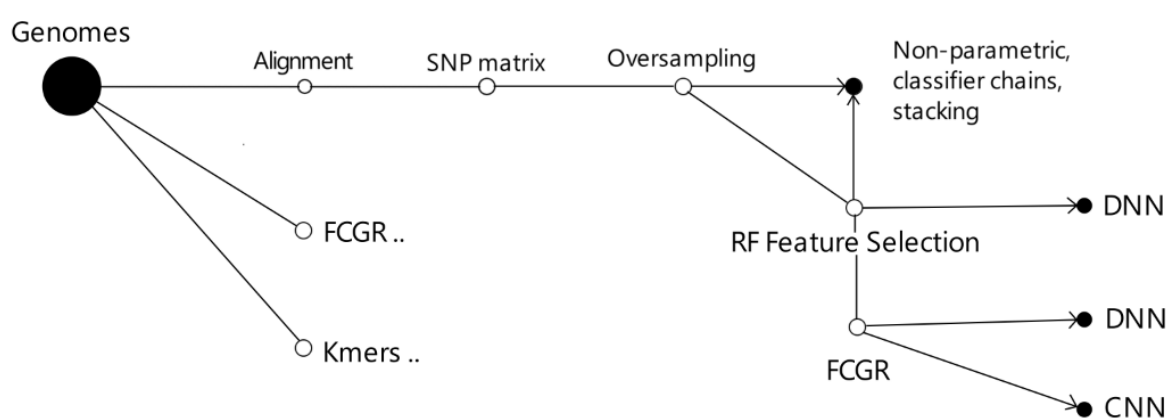 Genomes
Alignment
SNP matrix
Oversampling
Non-parametric,
classifier chains,
stacking
FCGR ..
DNN
RF Feature Selection
DNN
Kmers ..
FCGR
CNN